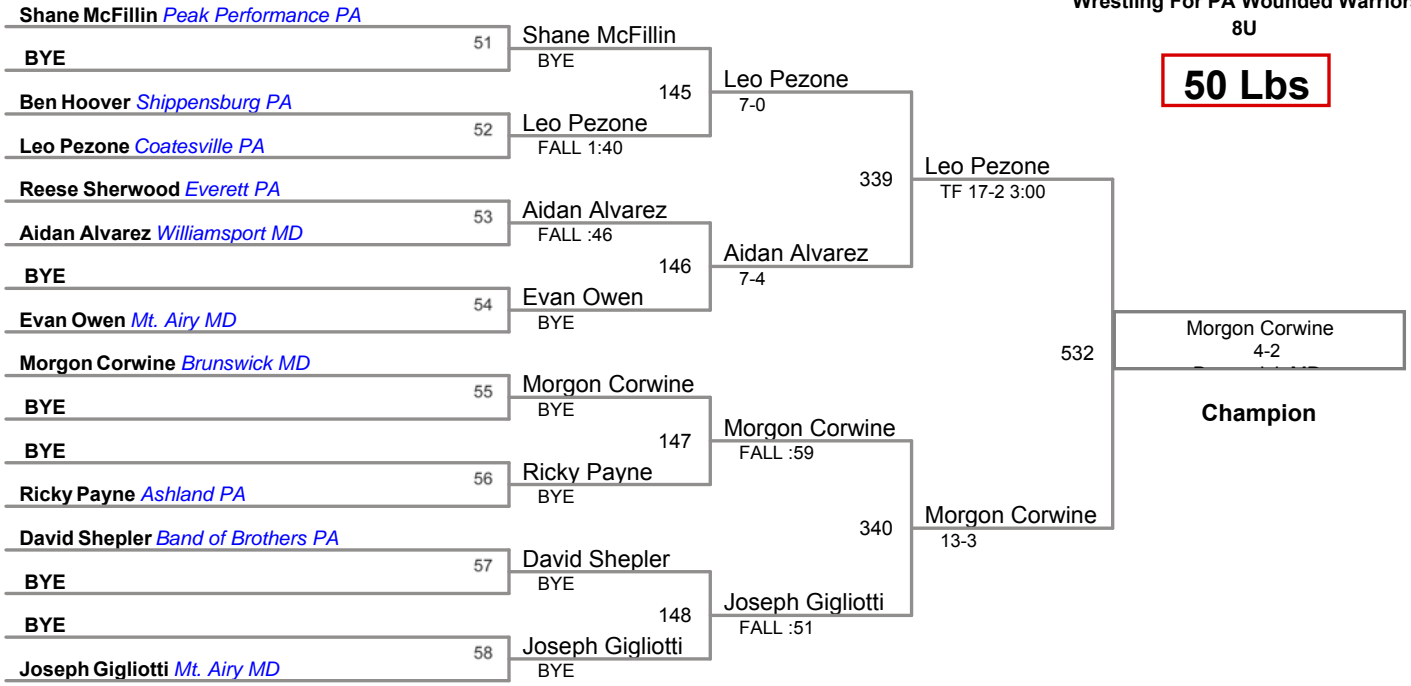 Wrestling For PA Wounded Warriors
8U
50 Lbs
Shane McFillin Peak Performance PA
51
BYE
Shane McFillin
BYE
145
Ben Hoover Shippensburg PA
52
Leo Pezone Coatesville PA
Leo Pezone
FALL 1:40
Leo Pezone
7-0
339
Reese Sherwood Everett PA
53
Aidan Alvarez Williamsport MD
Aidan Alvarez
FALL :46
146
BYE
54
Evan Owen Mt. Airy MD
Evan Owen
BYE
Aidan Alvarez
7-4
Leo Pezone
TF 17-2 3:00
532
Morgon Corwine Brunswick MD
55
BYE
Morgon Corwine
BYE
147
BYE
56
Ricky Payne Ashland PA
Ricky Payne
BYE
Morgon Corwine
FALL :59
340
David Shepler Band of Brothers PA
57
BYE
David Shepler
BYE
148
BYE
58
Joseph Gigliotti Mt. Airy MD
Joseph Gigliotti
BYE
Joseph Gigliotti
FALL :51
Morgon Corwine
13-3
Morgon Corwine
4-2
Champion